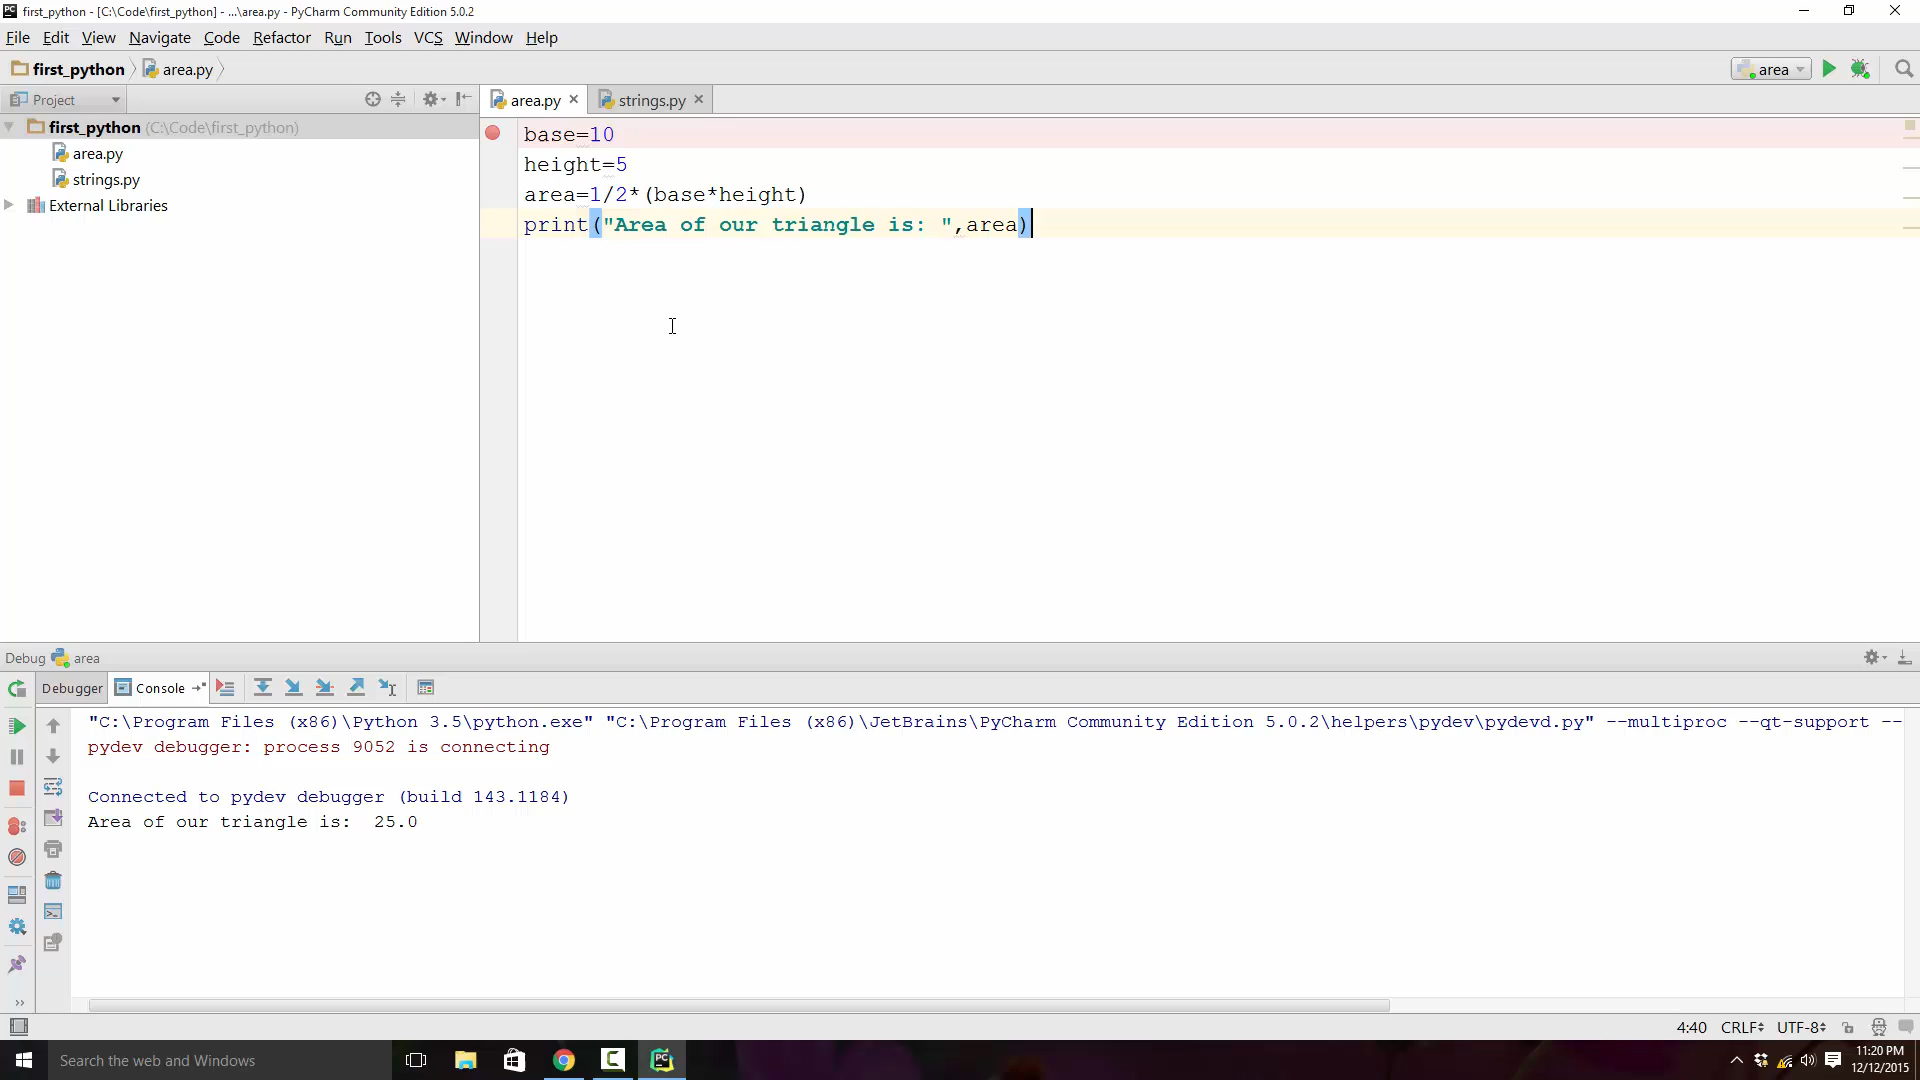 first_python - [C:\Code\first_python] - ...\area.py - PyCharm Community Edition 5.0.2
File Edit View Navigate Code Refactor Run Tools VCS Window Help
first_python area.py area
Project area.py strings.py
first_python (C:\Code\first_python)
area.py
strings.py
External Libraries
base=10
height=5
area=1/2*(base*height)
print("Area of our triangle is: ",area)
Debug area
Debugger Console
"C:\Program Files (x86)\Python 3.5\python.exe" "C:\Program Files (x86)\JetBrains\PyCharm Community Edition 5.0.2\helpers\pydev\pydevd.py" --multiproc --qt-support --
pydev debugger: process 9052 is connecting
Connected to pydev debugger (build 143.1184)
Area of our triangle is:  25.0
4:40 CRLF UTF-8
Search the web and Windows
11:20 PM
12/12/2015